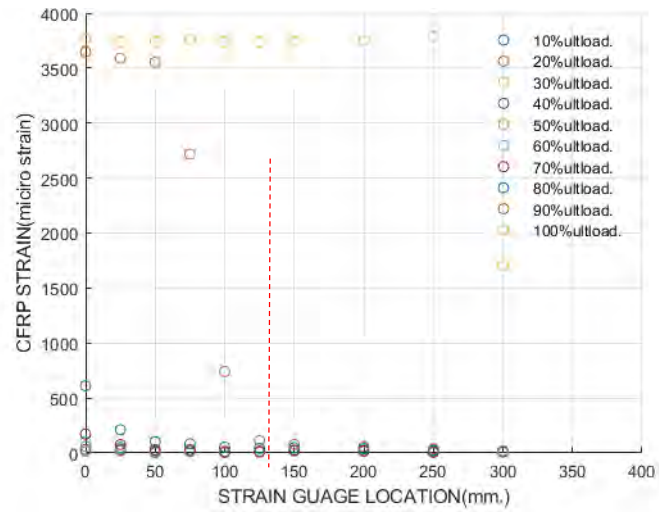 4000
3500
3000
2500
2000
1500
1000
500
0
CFRP STRAIN(miciro strain)
10%ultload.
20%ultload.
30%ultload.
40%ultload.
50%ultload.
60%ultload.
70%ultload.
80%ultload.
90%ultload.
100%ultload.
0 50 100 150 200 250 300 350 400
STRAIN GUAGE LOCATION(mm.)